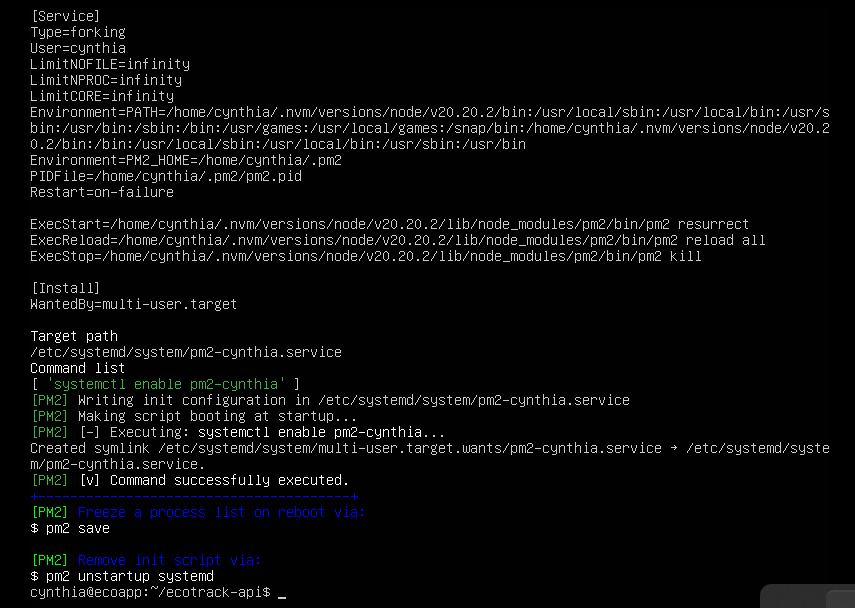 [Service]
Type=forking
User=cynthia
LimitNOFILE=infinity
LimitNPROC=infinity
LimitCORE=infinity
Environment=PATH=/home/cynthia/.nvm/versions/node/v20.20.2/bin:/usr/local/sbin:/usr/local/bin:/usr/s
bin:/usr/bin:/sbin:/bin:/usr/games:/usr/local/games:/snap/bin:/home/cynthia/.nvm/versions/node/v20.2
0.2/bin:/bin:/usr/local/sbin:/usr/local/bin:/usr/sbin:/usr/bin
Environment=PM2_HOME=/home/cynthia/.pm2
PIDFile=/home/cynthia/.pm2/pm2.pid
Restart=on-failure
ExecStart=/home/cynthia/.nvm/versions/node/v20.20.2/lib/node_modules/pm2/bin/pm2 resurrect
ExecReload=/home/cynthia/.nvm/versions/node/v20.20.2/lib/node_modules/pm2/bin/pm2 reload all
ExecStop=/home/cynthia/.nvm/versions/node/v20.20.2/lib/node_modules/pm2/bin/pm2 kill
[Install]
WantedBy=multi-user.target
Target path
/etc/systemd/system/pm2-cynthia.service
Command list
[ 'systemctl enable pm2-cynthia' ]
[PM2] Writing init configuration in /etc/systemd/system/pm2-cynthia.service
[PM2] Making script booting at startup...
[PM2] [-] Executing: systemctl enable pm2-cynthia...
Created symlink /etc/systemd/system/multi-user.target.wants/pm2-cynthia.service → /etc/systemd/syste
m/pm2-cynthia.service.
[PM2] [v] Command successfully executed.
+---------------------------------------+
[PM2] Freeze a process list on reboot via:
$ pm2 save
[PM2] Remove init script via:
$ pm2 unstartup systemd
cynthia@ecoapp:~/ecotrack-api$ _